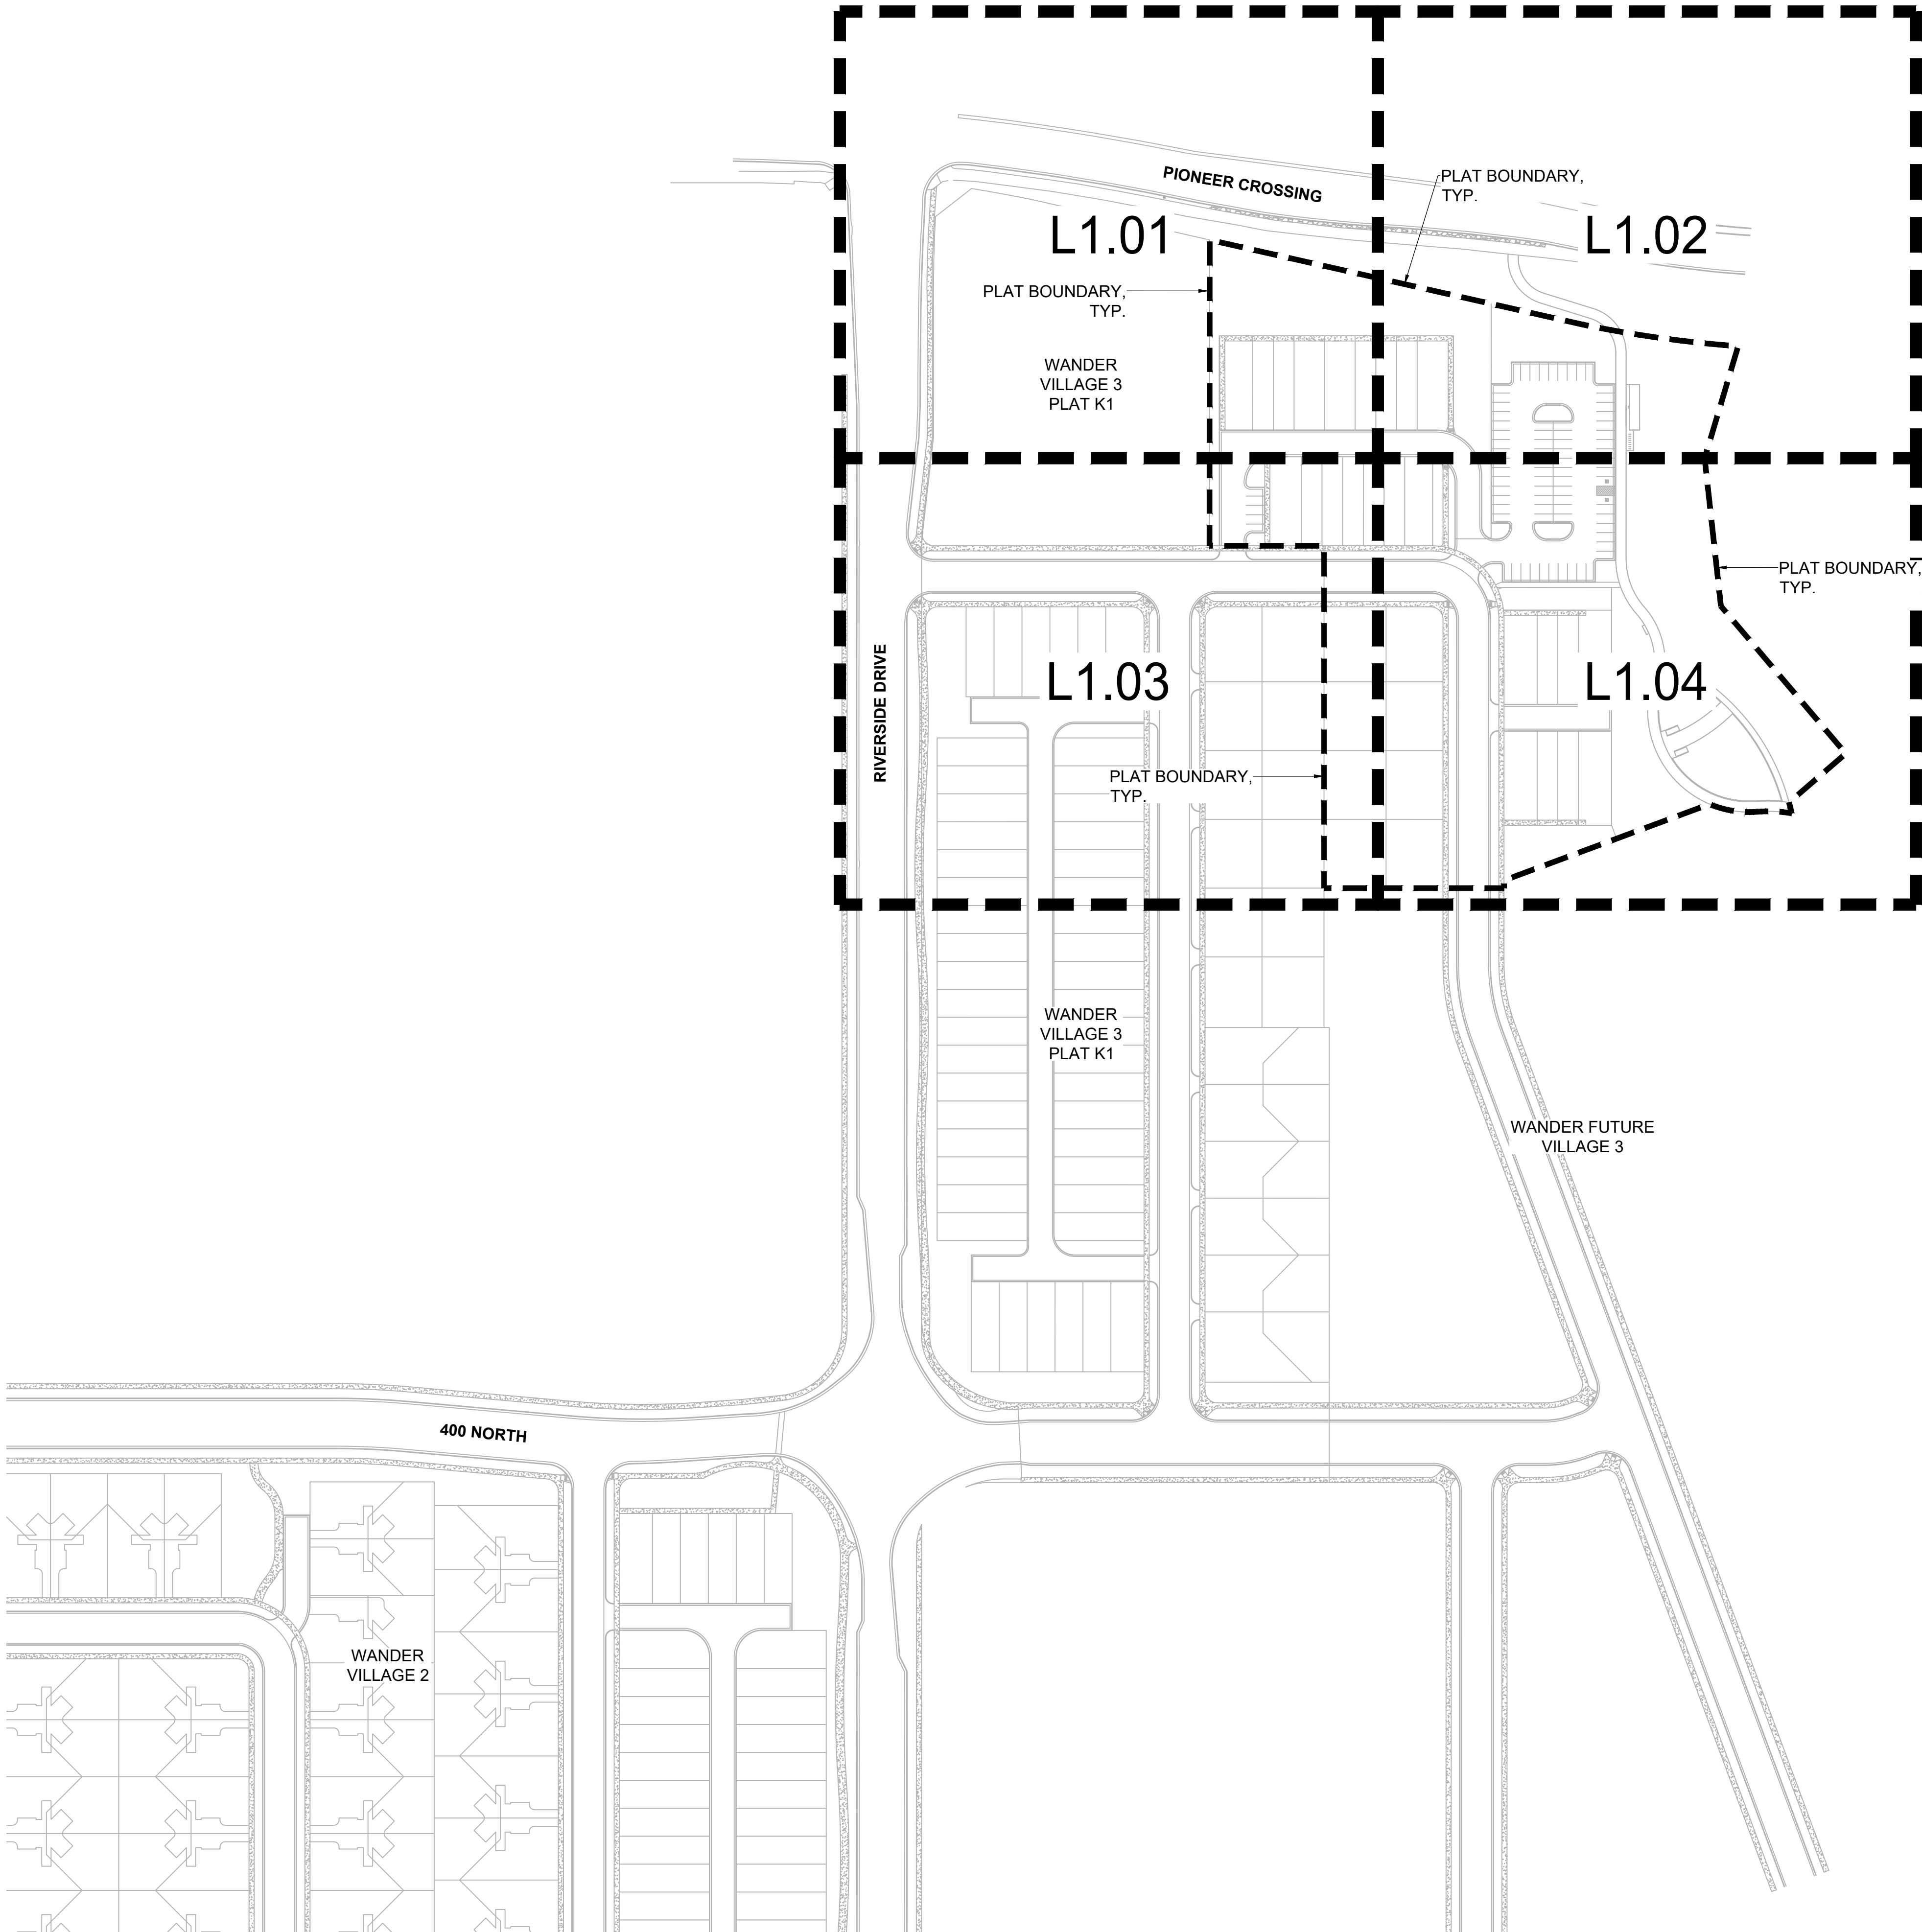 PIONEER CROSSING
PLAT BOUNDARY,
TYP.
L1.01
L1.02
PLAT BOUNDARY,
TYP.
WANDER
VILLAGE 3
PLAT K1
PLAT BOUNDARY,
TYP.
RIVERSIDE DRIVE
L1.03
L1.04
PLAT BOUNDARY,
TYP.
WANDER
VILLAGE 3
PLAT K1
WANDER FUTURE
VILLAGE 3
400 NORTH
WANDER
VILLAGE 2